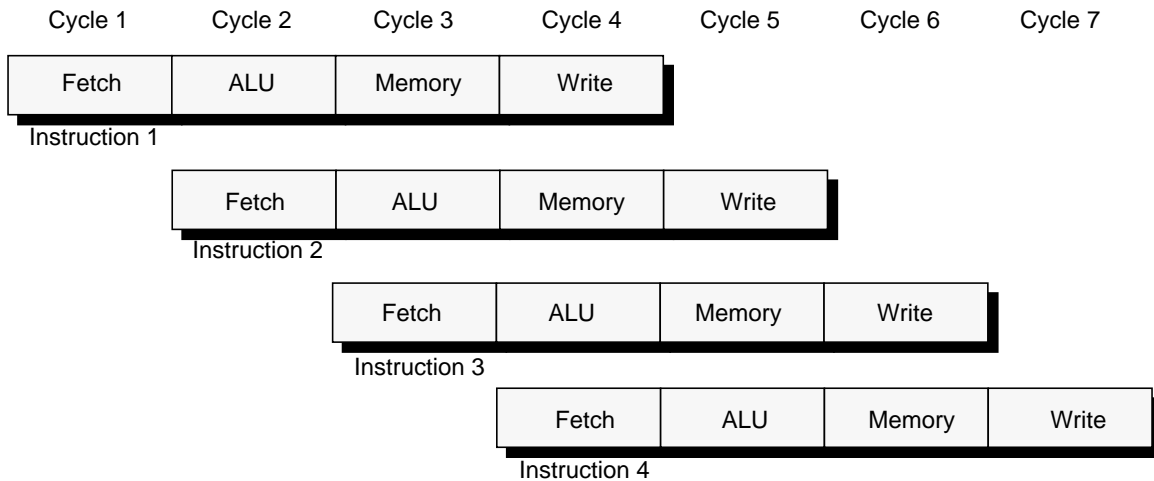 Cycle 1 Cycle 2 Cycle 3 Cycle 4 Cycle 5 Cycle 6 Cycle 7
Fetch ALU Memory Write
Instruction 1
Fetch ALU Memory Write
Instruction 2
Fetch ALU Memory Write
Instruction 3
Fetch ALU Memory Write
Instruction 4